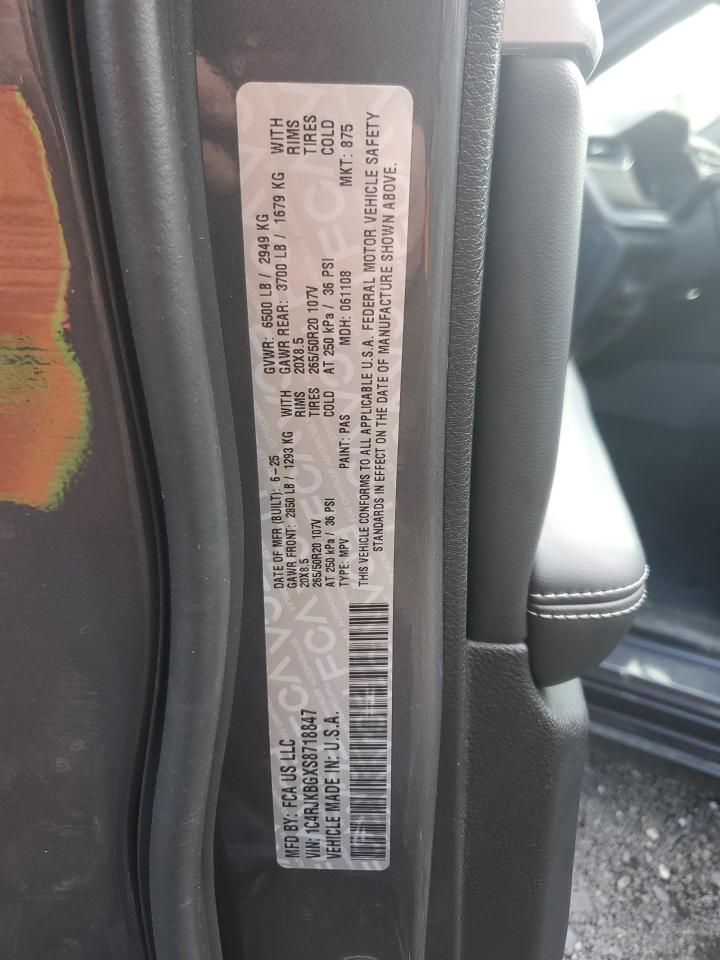 MFD BY: FCA US LLC
VIN: 1C4RJKBGXS8718847
VEHICLE MADE IN: U.S.A.
DATE OF MFR (BUILT): 6-25 GVWR: 6500 LB / 2949 KG
GAWR FRONT: 2850 LB / 1293 KG WITH GAWR REAR: 3700 LB / 1679 KG WITH
20X8.5 RIMS 20X8.5 RIMS
265/50R20 107V TIRES 265/50R20 107V TIRES
AT 250 kPa / 36 PSI COLD AT 250 kPa / 36 PSI COLD
TYPE: MPV PAINT: PAS MDH: 061108 MKT: 875
THIS VEHICLE CONFORMS TO ALL APPLICABLE U.S.A. FEDERAL MOTOR VEHICLE SAFETY
STANDARDS IN EFFECT ON THE DATE OF MANUFACTURE SHOWN ABOVE.